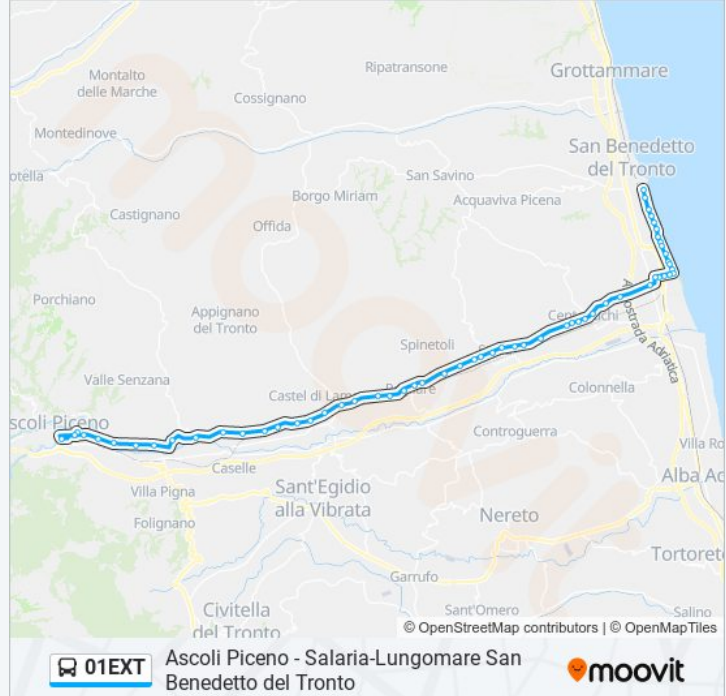 Montalto
delle Marche
Ripatransone
Grottammare
Cossignano
Montedinove
San Benedetto
del Tronto
San Savino
Borgo Miriam
Acquaviva Picena
Castignano
Offida
Porchiano
Appignano
del Tronto
Autostrada Adriatica
Spinetoli
Valle Senzana
Castel di Lam
Colonnella
scoli Piceno
Controguerra
Villa Ro
Caselle
Alba Ad
Villa Pigna
Sant'Egidio
alla Vibrata
Folignano
Nereto
Tortoret
Garrufo
Civitella
del Tronto
Sant'Omero
Salino
© OpenStreetMap contributors | © OpenMapTiles
01EXT
Ascoli Piceno - Salaria-Lungomare San
Benedetto del Tronto
moovit